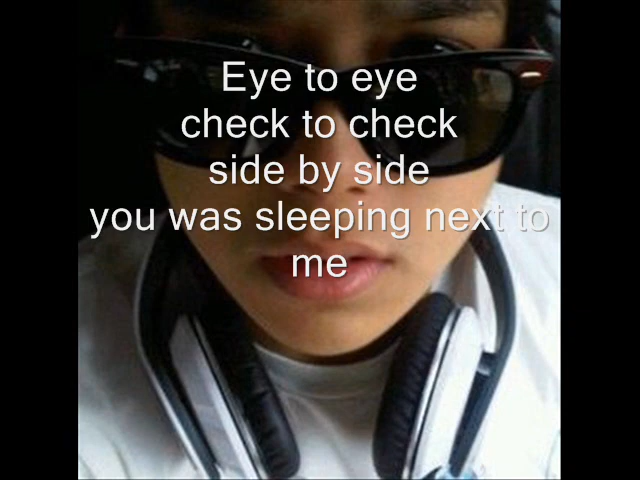 Eye to eye
check to check
side by side
you was sleeping next to
me